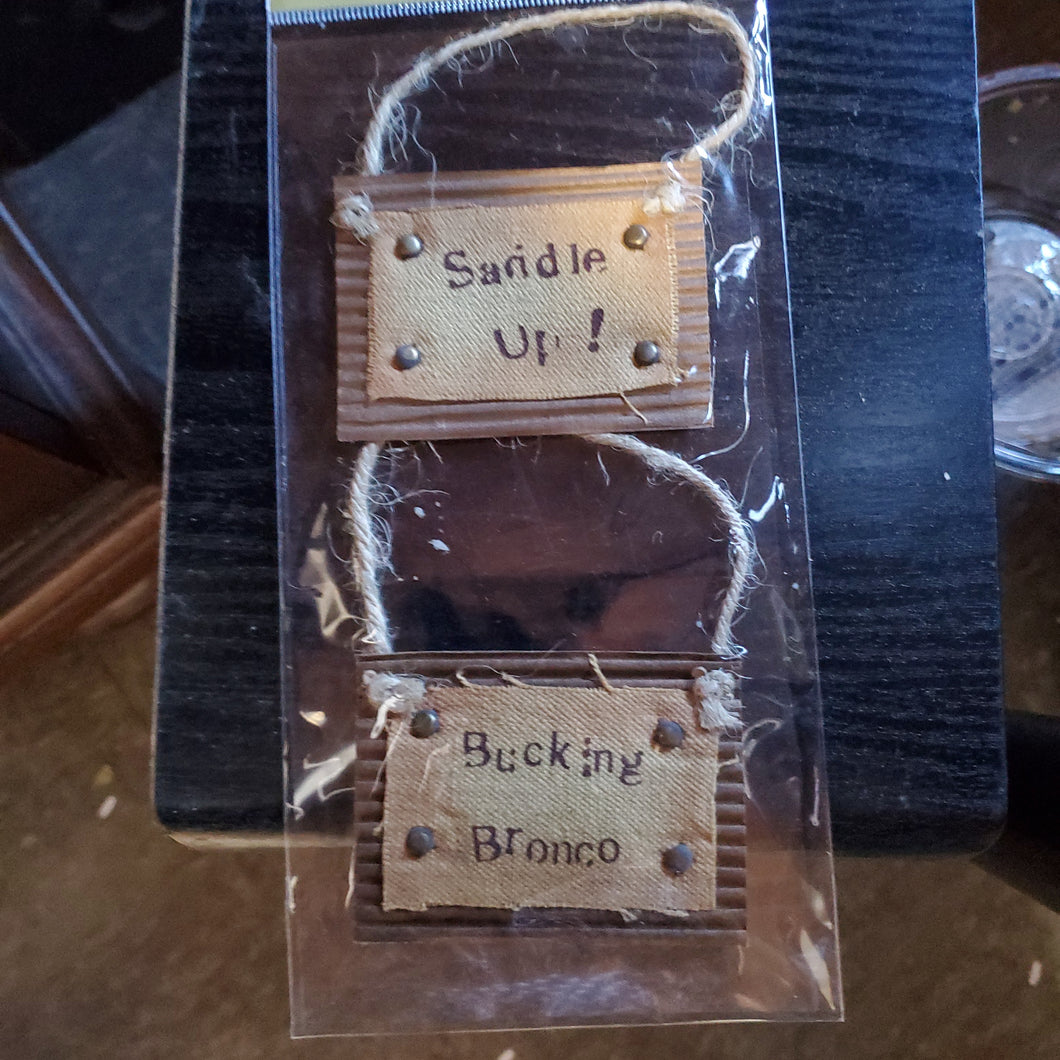 Saddle
Up!
Bucking
Bronco